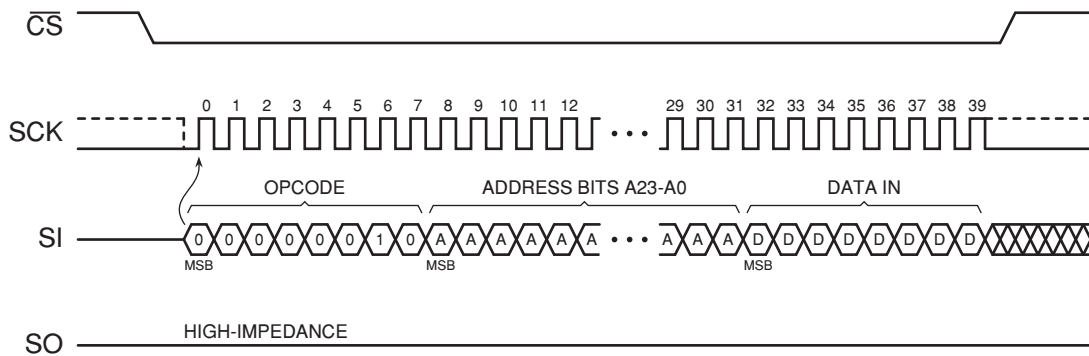 CS
0 1 2 3 4 5 6 7 8 9 10 11 12 29 30 31 32 33 34 35 36 37 38 39
SCK
OPCODE ADDRESS BITS A23-A0 DATA IN
SI 0 0 0 0 0 0 1 0 A A A A A A A A A D D D D D D D D
MSB MSB MSB
HIGH-IMPEDANCE
SO